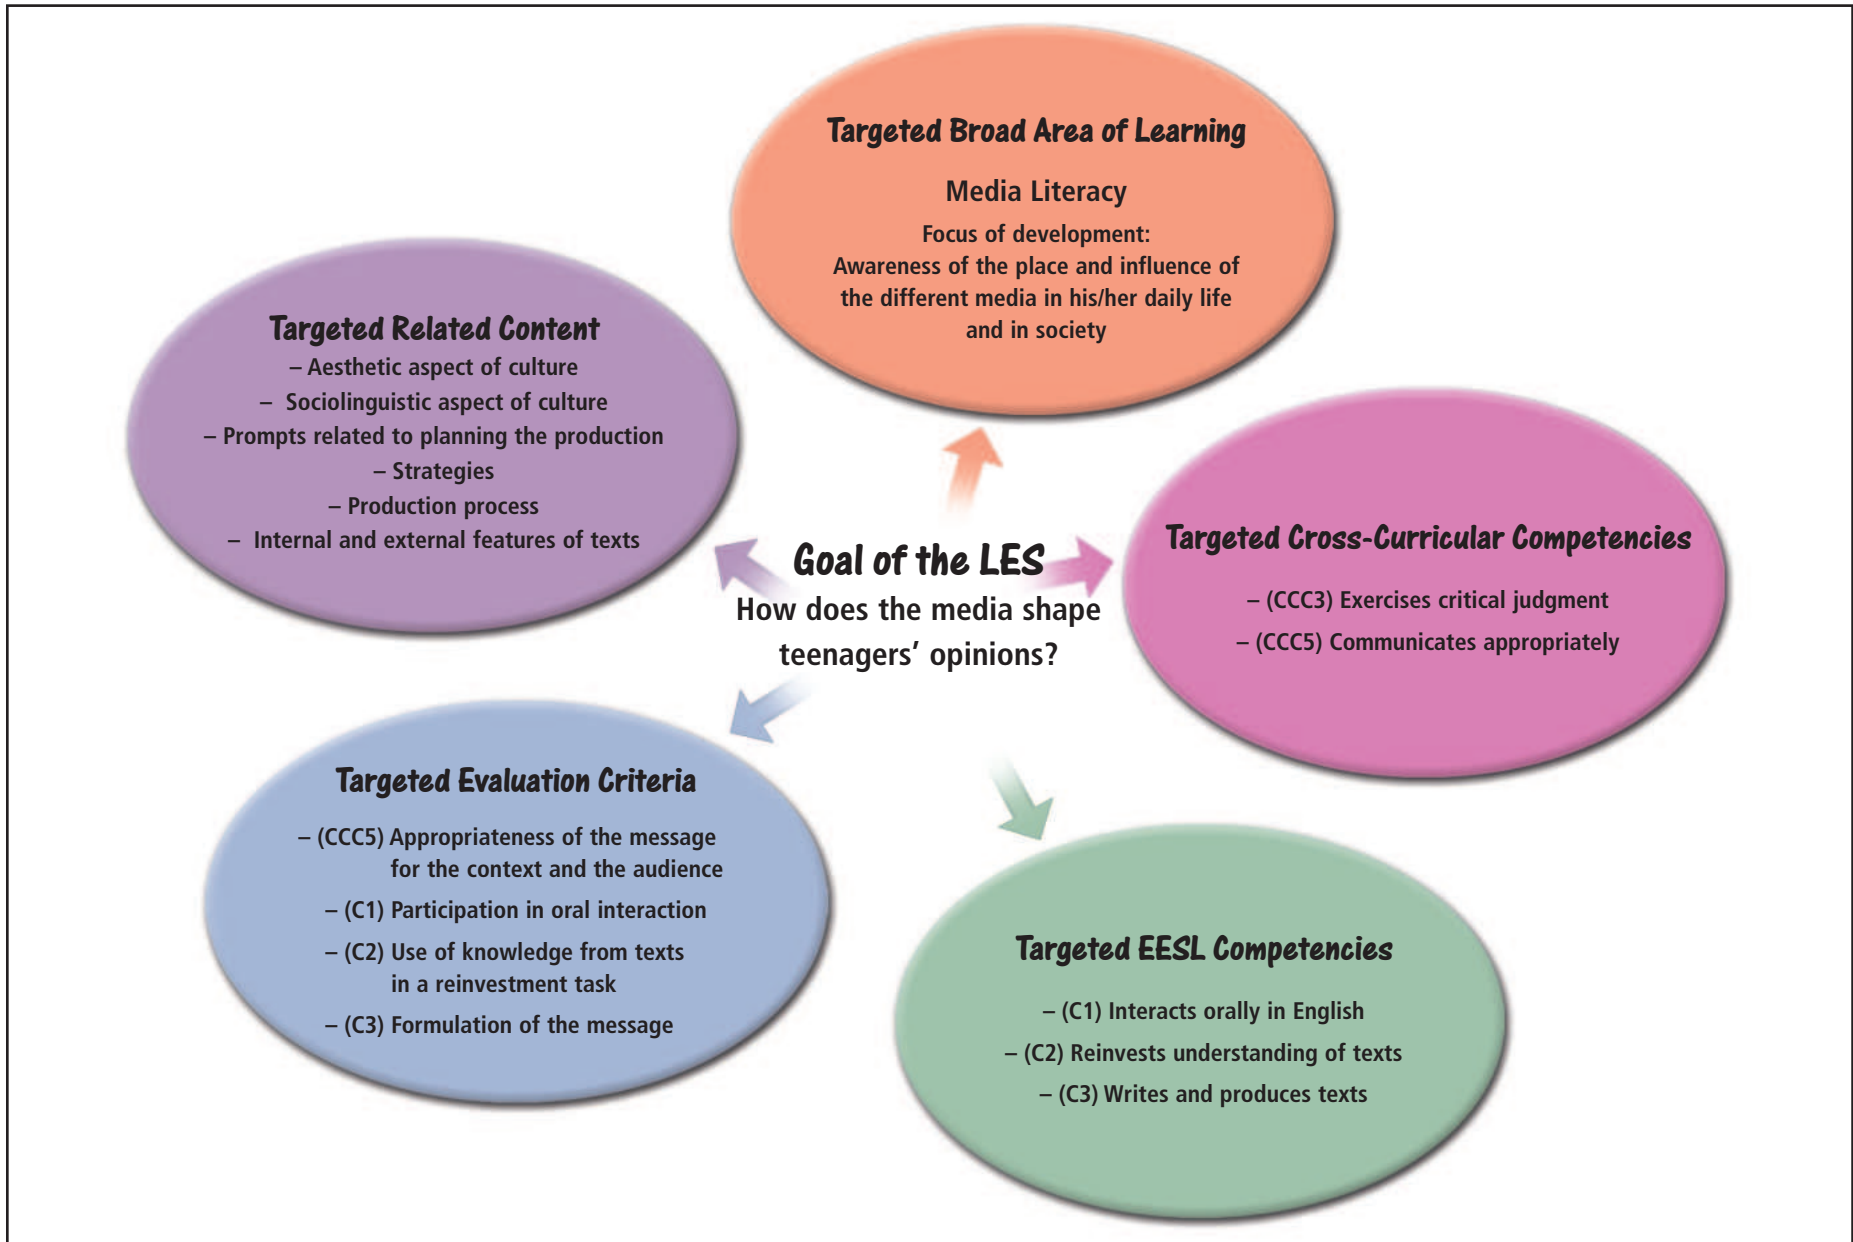 Targeted Broad Area of Learning
Media Literacy
Focus of development:
Awareness of the place and influence of
the different media in his/her daily life
and in society
Targeted Related Content
– Aesthetic aspect of culture
– Sociolinguistic aspect of culture
– Prompts related to planning the production
– Strategies
– Production process
– Internal and external features of texts
Goal of the LES
How does the media shape
teenagers’ opinions?
Targeted Cross-Curricular Competencies
– (CCC3) Exercises critical judgment
– (CCC5) Communicates appropriately
Targeted Evaluation Criteria
– (CCC5) Appropriateness of the message
for the context and the audience
– (C1) Participation in oral interaction
– (C2) Use of knowledge from texts
in a reinvestment task
– (C3) Formulation of the message
Targeted EESL Competencies
– (C1) Interacts orally in English
– (C2) Reinvests understanding of texts
– (C3) Writes and produces texts